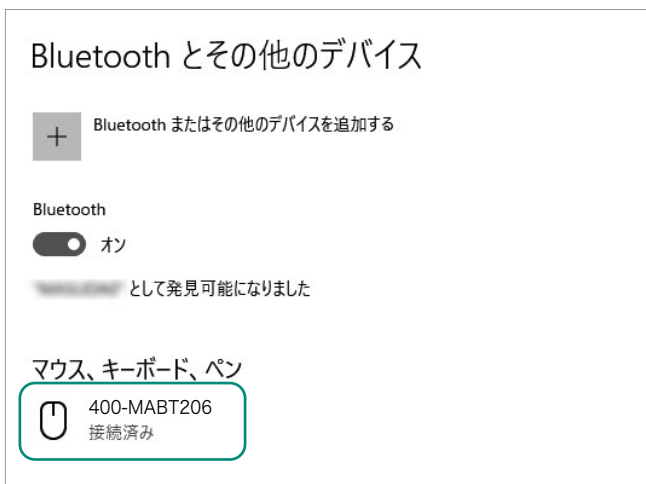 Bluetooth とその他のデバイス
Bluetooth またはその他のデバイスを追加する
Bluetooth
オン
として発見可能になりました
マウス、キーボード、ペン
400-MABT206
接続済み